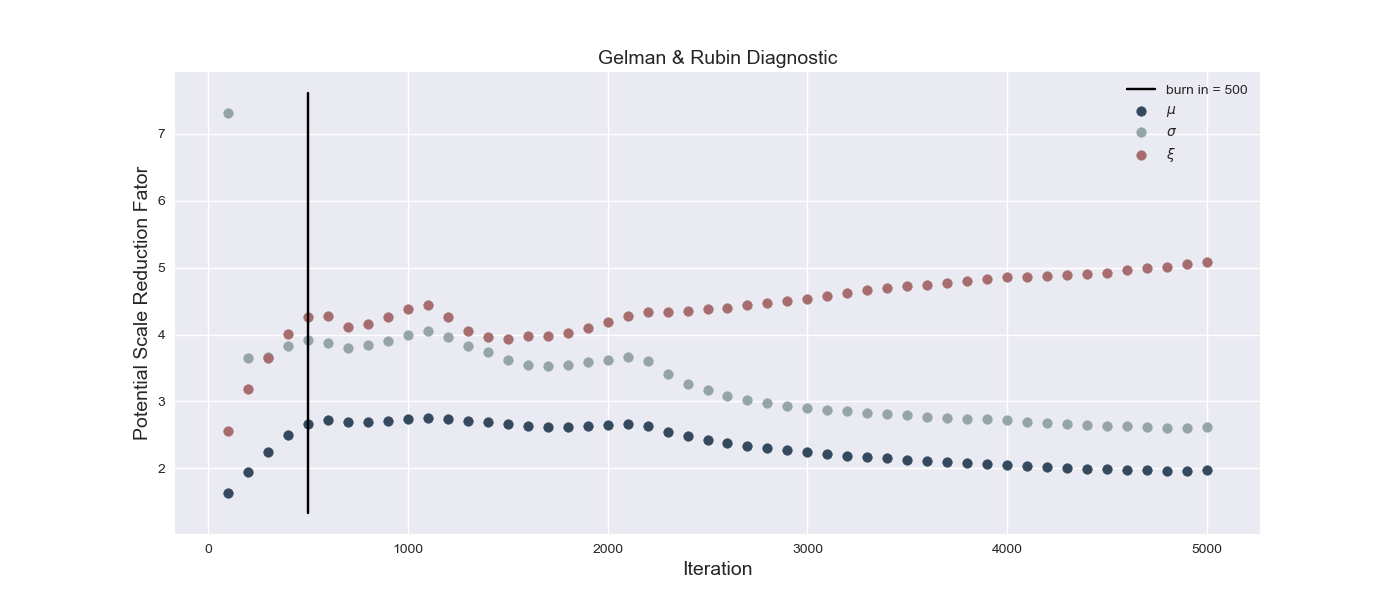 Gelman & Rubin Diagnostic
Potential Scale Reduction Fator
7
6
5
4
3
2
burn in = 500
μ
σ
ξ
0 1000 2000 3000 4000 5000
Iteration